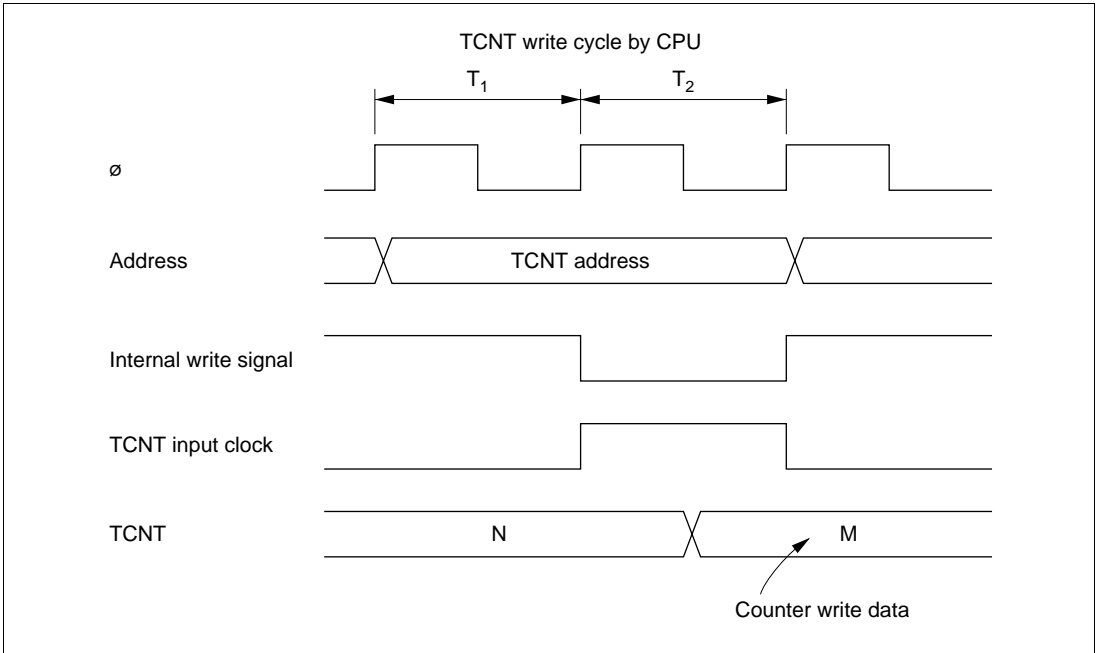 TCNT write cycle by CPU
T1 T2
ø
Address TCNT address
Internal write signal
TCNT input clock
TCNT N M
Counter write data